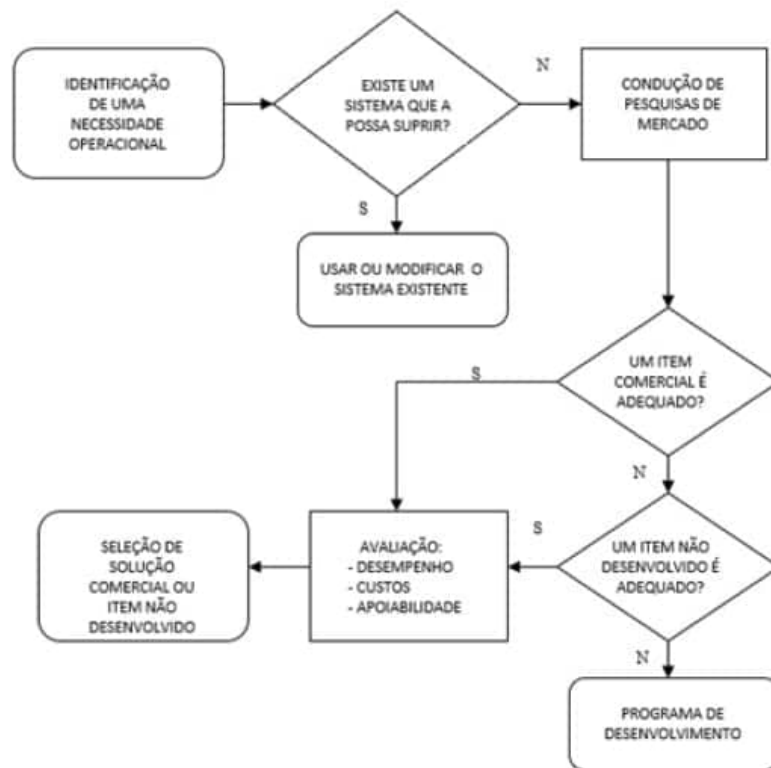 IDENTIFICAÇÃO
DE UMA
NECESSIDADE
OPERACIONAL
EXISTE UM
SISTEMA QUE A
POSSA SUPRIR?
N
CONDUÇÃO DE
PESQUISAS DE
MERCADO
S
USAR OU MODIFICAR O
SISTEMA EXISTENTE
UM ITEM
COMERCIAL É
ADEQUADO?
S
N
UM ITEM NÃO
DESENVOLVIDO É
ADEQUADO?
S
AVALIAÇÃO:
- DESEMPENHO
- CUSTOS
- APOIABILIDADE
SELEÇÃO DE
SOLUÇÃO
COMERCIAL OU
ITEM NÃO
DESENVOLVIDO
N
PROGRAMA DE
DESENVOLVIMENTO